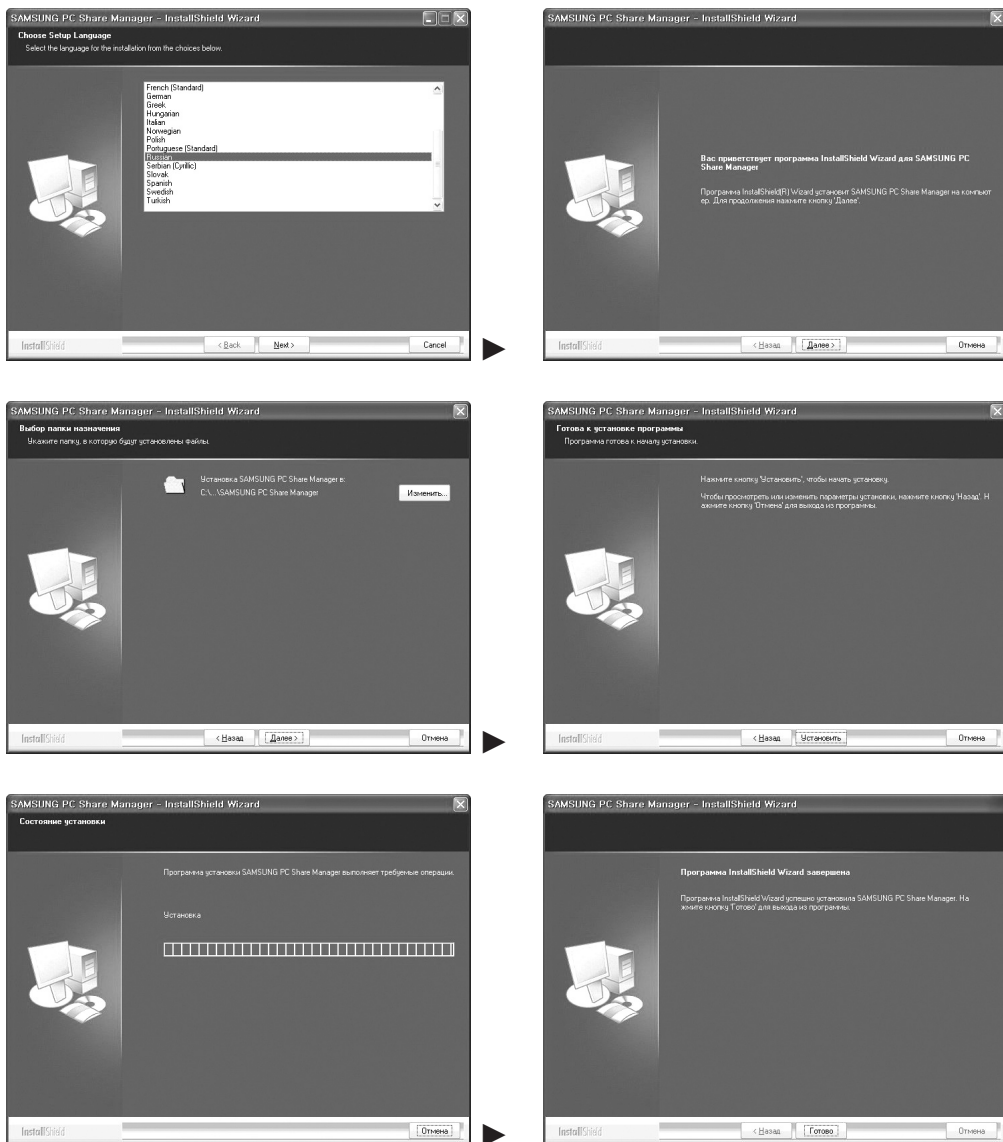 SAMSUNG PC Share Manager - InstallShield Wizard
Choose Setup Language
Select the language for the installation from the choices below.
French (Standard)
German
Greek
Hungarian
Italian
Norwegian
Polish
Portuguese (Standard)
Russian
Serbian (Cyrillic)
Slovak
Spanish
Swedish
Turkish
InstallShield
< Back
Next >
Cancel
SAMSUNG PC Share Manager - InstallShield Wizard
Вас приветствует программа InstallShield Wizard для SAMSUNG PC
Share Manager
Программа InstallShield(R) Wizard установит SAMSUNG PC Share Manager на компьют
ер. Для продолжения нажмите кнопку 'Далее'.
InstallShield
< Назад
Далее >
Отмена
SAMSUNG PC Share Manager - InstallShield Wizard
Выбор папки назначения
Укажите папку, в которую будут установлены файлы.
Установка SAMSUNG PC Share Manager в:
C:\...\SAMSUNG PC Share Manager
Изменить...
InstallShield
< Назад
Далее >
Отмена
SAMSUNG PC Share Manager - InstallShield Wizard
Готова к установке программы
Программа готова к началу установки.
Нажмите кнопку 'Установить', чтобы начать установку.
Чтобы просмотреть или изменить параметры установки, нажмите кнопку 'Назад'. Н
ажмите кнопку 'Отмена' для выхода из программы.
InstallShield
< Назад
Установить
Отмена
SAMSUNG PC Share Manager - InstallShield Wizard
Состояние установки
Программа установки SAMSUNG PC Share Manager выполняет требуемые операции.
Установка
InstallShield
Отмена
SAMSUNG PC Share Manager - InstallShield Wizard
Программа InstallShield Wizard завершена
Программа InstallShield Wizard успешно установила SAMSUNG PC Share Manager. На
жмите кнопку 'Готово' для выхода из программы.
InstallShield
< Назад
Готово
Отмена